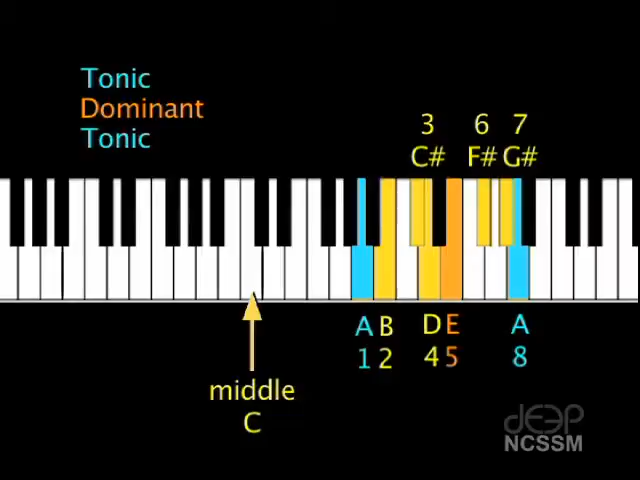 Tonic
Dominant
Tonic
3 6 7
C# F# G#
A B D E A
1 2 4 5 8
middle
C
deep
NCSSM